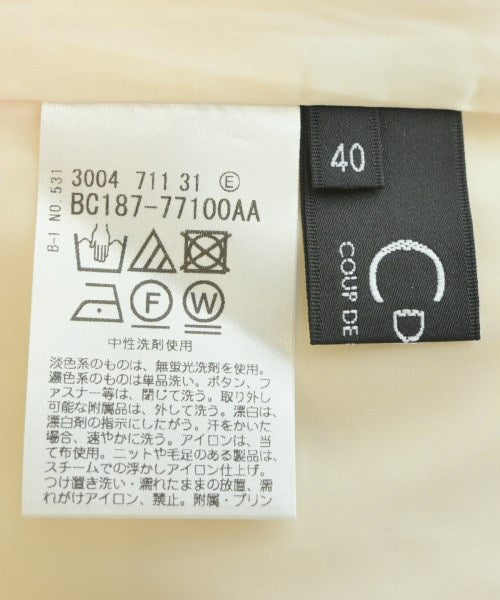 B-1 NO.531
3004 711 31 E
BC187-77100AA
F W
中性洗剤使用
淡色系のものは、無蛍光洗剤を使用。
濃色系のものは単品洗い。ボタン、フ
ァスナー等は、閉じて洗う。取り外し
可能な附属品は、外して洗う。漂白は、
漂白剤の指示にしたがう。汗をかいた
場合、速やかに洗う。アイロンは、当
て布使用。ニットや毛足のある製品は、
スチームでの浮かしアイロン仕上げ。
つけ置き洗い・濡れたままの放置、濡
れがけアイロン、禁止。附属・プリン
40
CD
COUP DE